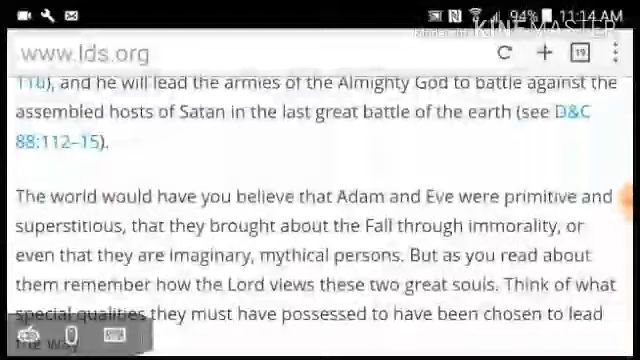 94% 11:14 AM
Made with KINEMASTER
www.lds.org
19
116), and he will lead the armies of the Almighty God to battle against the
assembled hosts of Satan in the last great battle of the earth (see D&C
88:112–15).
The world would have you believe that Adam and Eve were primitive and
superstitious, that they brought about the Fall through immorality, or
even that they are imaginary, mythical persons. But as you read about
them remember how the Lord views these two great souls. Think of what
special qualities they must have possessed to have been chosen to lead
the way